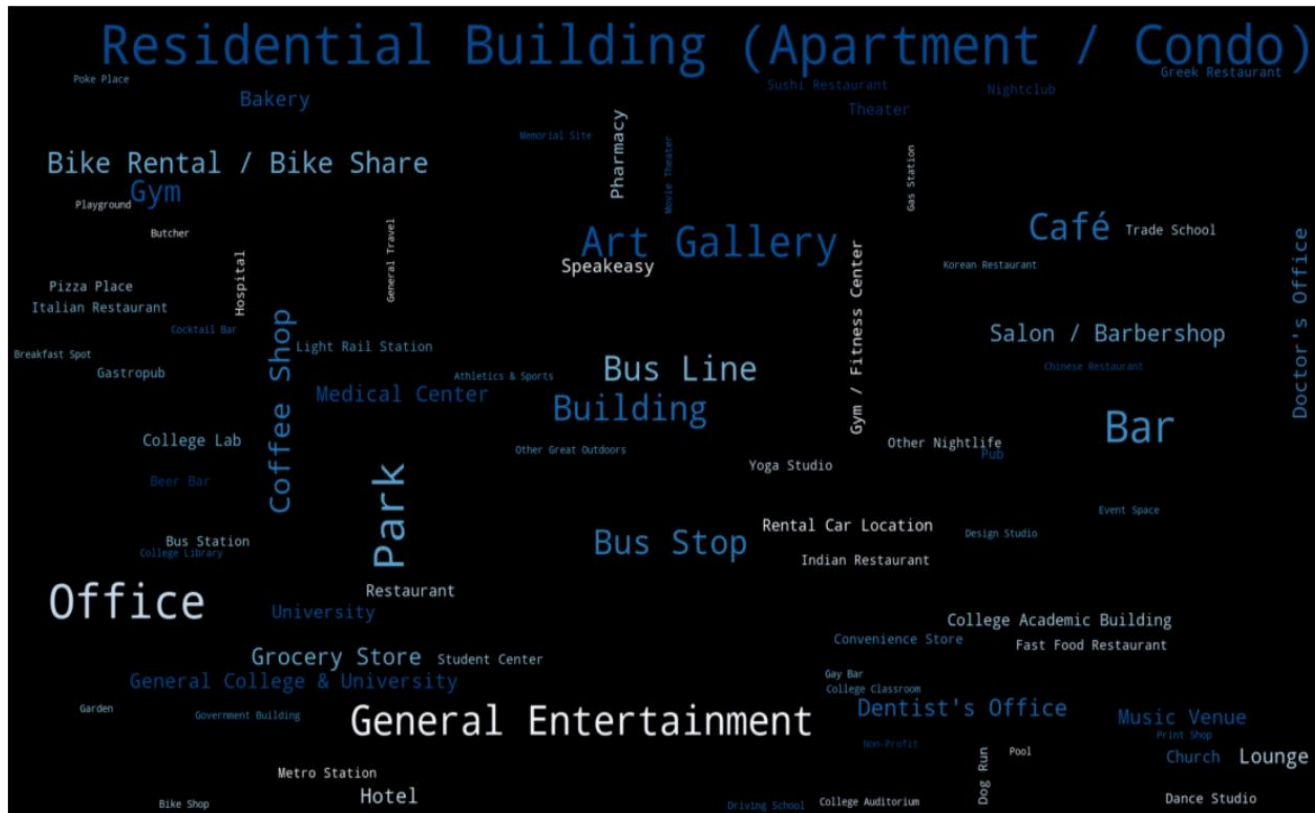 Residential Building (Apartment / Condo)
Poke Place
Greek Restaurant
Bakery
Sushi Restaurant
Nightclub
Theater
Memorial Site
Pharmacy
Movie Theater
Gas Station
Bike Rental / Bike Share
Gym
Playground
Butcher
General Travel
Hospital
Art Gallery
Speakeasy
Café
Trade School
Doctor's Office
Gym / Fitness Center
Korean Restaurant
Pizza Place
Italian Restaurant
Cocktail Bar
Coffee Shop
Light Rail Station
Breakfast Spot
Gastropub
Athletics & Sports
Bus Line
Salon / Barbershop
Chinese Restaurant
Medical Center
Building
Bar
College Lab
Other Great Outdoors
Other Nightlife
Pub
Yoga Studio
Beer Bar
Park
Event Space
Rental Car Location
Design Studio
Bus Station
College Library
Bus Stop
Indian Restaurant
Office
Restaurant
University
College Academic Building
Convenience Store
Fast Food Restaurant
Grocery Store
Student Center
General College & University
Gay Bar
College Classroom
Garden
Government Building
General Entertainment
Dentist's Office
Music Venue
Print Shop
Non-Profit
Dog Run
Pool
Church
Lounge
Metro Station
Hotel
Bike Shop
Driving School
College Auditorium
Dance Studio